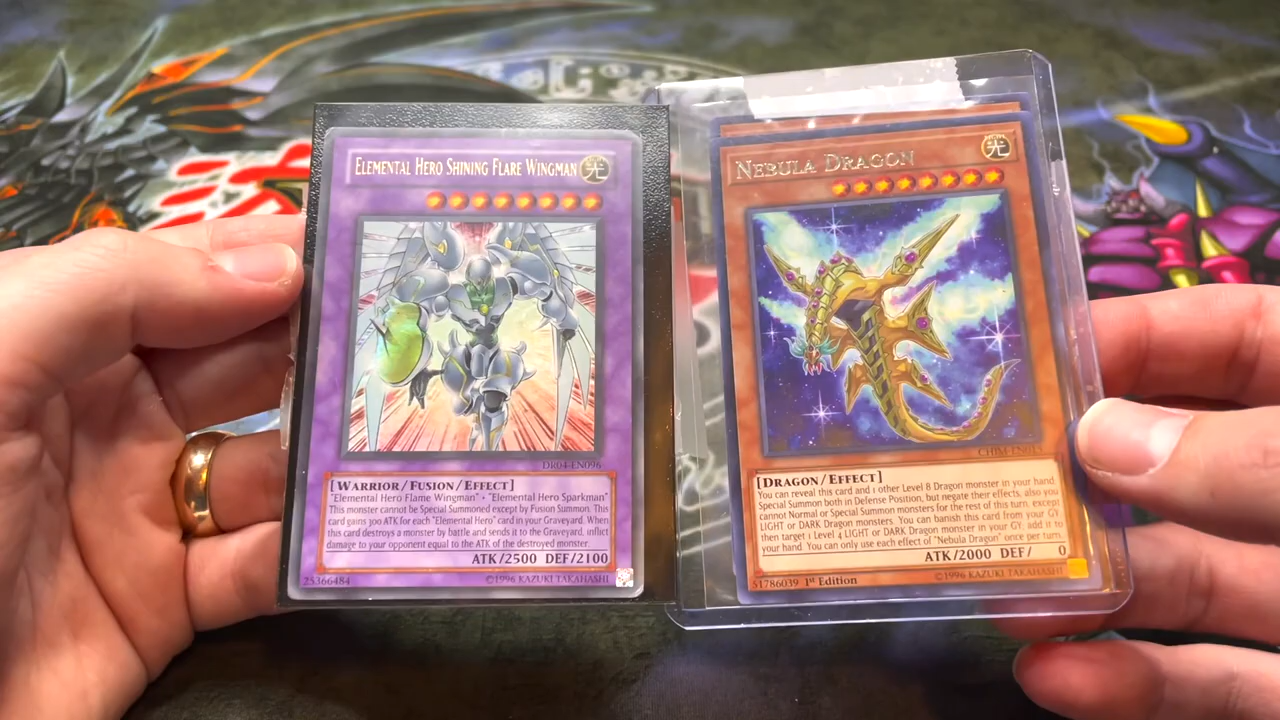 ELEMENTAL HERO SHINING FLARE WINGMAN
光
DR04-EN096
[WARRIOR/FUSION/EFFECT]
"Elemental Hero Flame Wingman" + "Elemental Hero Sparkman"
This monster cannot be Special Summoned except by Fusion Summon. This
card gains 300 ATK for each "Elemental Hero" card in your Graveyard. When
this card destroys a monster by battle and sends it to the Graveyard, inflict
damage to your opponent equal to the ATK of the destroyed monster.
ATK/2500 DEF/2100
25366484
©1996 KAZUKI TAKAHASHI
NEBULA DRAGON
光
CHIM-EN015
[DRAGON/EFFECT]
You can reveal this card and 1 other Level 8 Dragon monster in your hand;
Special Summon both in Defense Position, but negate their effects, also you
cannot Normal or Special Summon monsters for the rest of this turn, except
LIGHT or DARK Dragon monsters. You can banish this card from your GY,
then target 1 Level 4 LIGHT or DARK Dragon monster in your GY; add it to
your hand. You can only use each effect of "Nebula Dragon" once per turn.
ATK/2000 DEF/ 0
51786039 1st Edition
©1996 KAZUKI TAKAHASHI